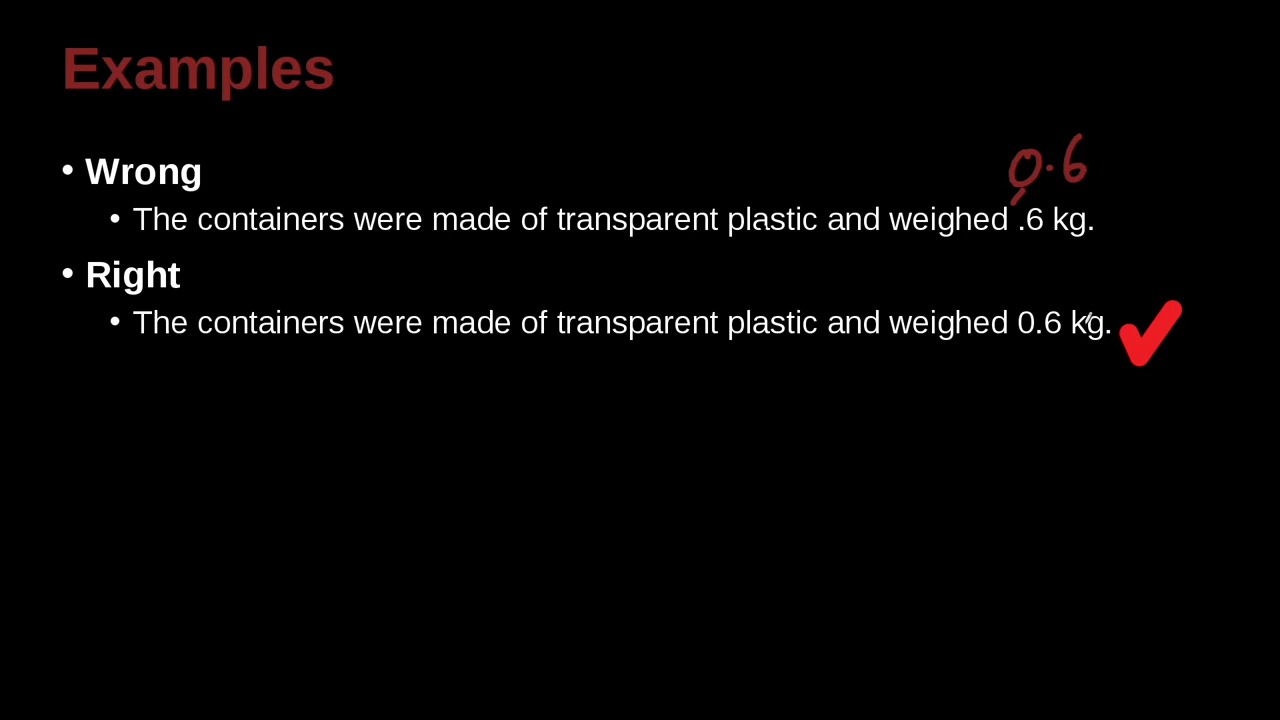 Examples
0.6
• Wrong
• The containers were made of transparent plastic and weighed .6 kg.
• Right
• The containers were made of transparent plastic and weighed 0.6 kg.